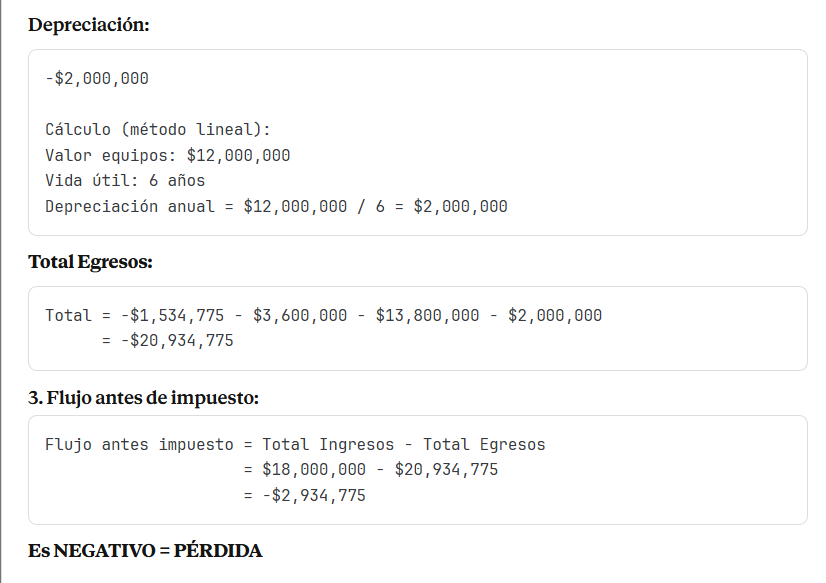 Depreciación:
-$2,000,000
Cálculo (método lineal):
Valor equipos: $12,000,000
Vida útil: 6 años
Depreciación anual = $12,000,000 / 6 = $2,000,000
Total Egresos:
Total = -$1,534,775 - $3,600,000 - $13,800,000 - $2,000,000
= -$20,934,775
3. Flujo antes de impuesto:
Flujo antes impuesto = Total Ingresos - Total Egresos
= $18,000,000 - $20,934,775
= -$2,934,775
Es NEGATIVO = PÉRDIDA